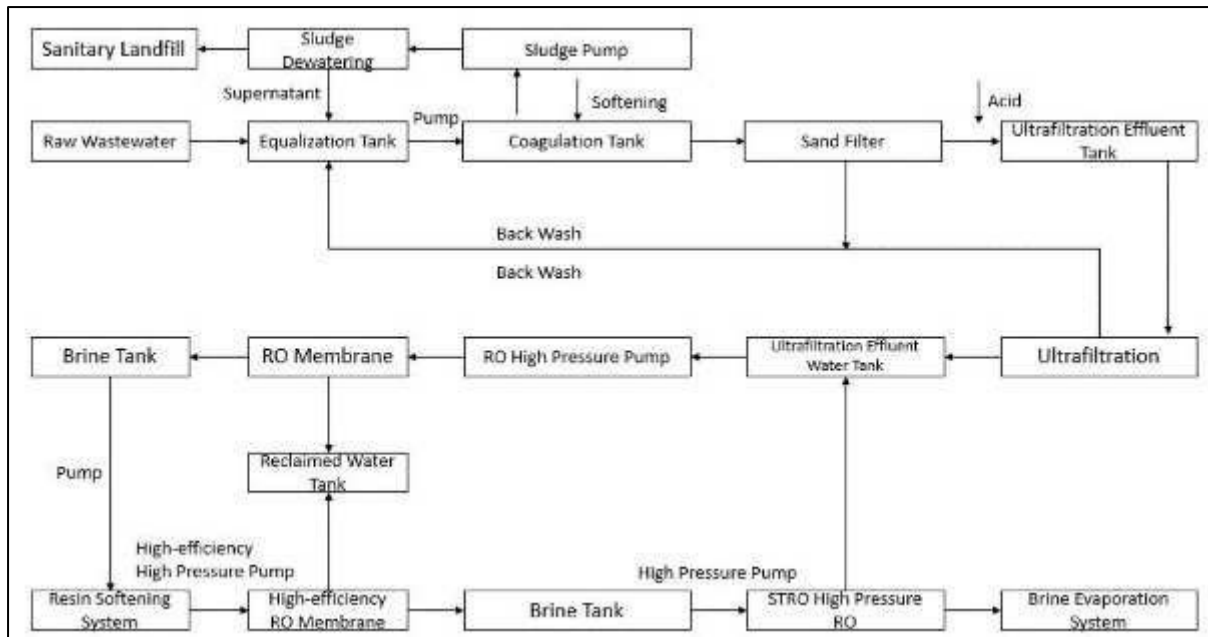 Sanitary Landfill
Sludge
Dewatering
Sludge Pump
Supernatant
Softening
Acid
Raw Wastewater
Equalization Tank
Pump
Coagulation Tank
Sand Filter
Ultrafiltration Effluent
Tank
Back Wash
Back Wash
Brine Tank
RO Membrane
RO High Pressure Pump
Ultrafiltration Effluent
Water Tank
Ultrafiltration
Pump
Reclaimed Water
Tank
High-efficiency
High Pressure Pump
High Pressure Pump
Resin Softening
System
High-efficiency
RO Membrane
Brine Tank
STRO High Pressure
RO
Brine Evaporation
System